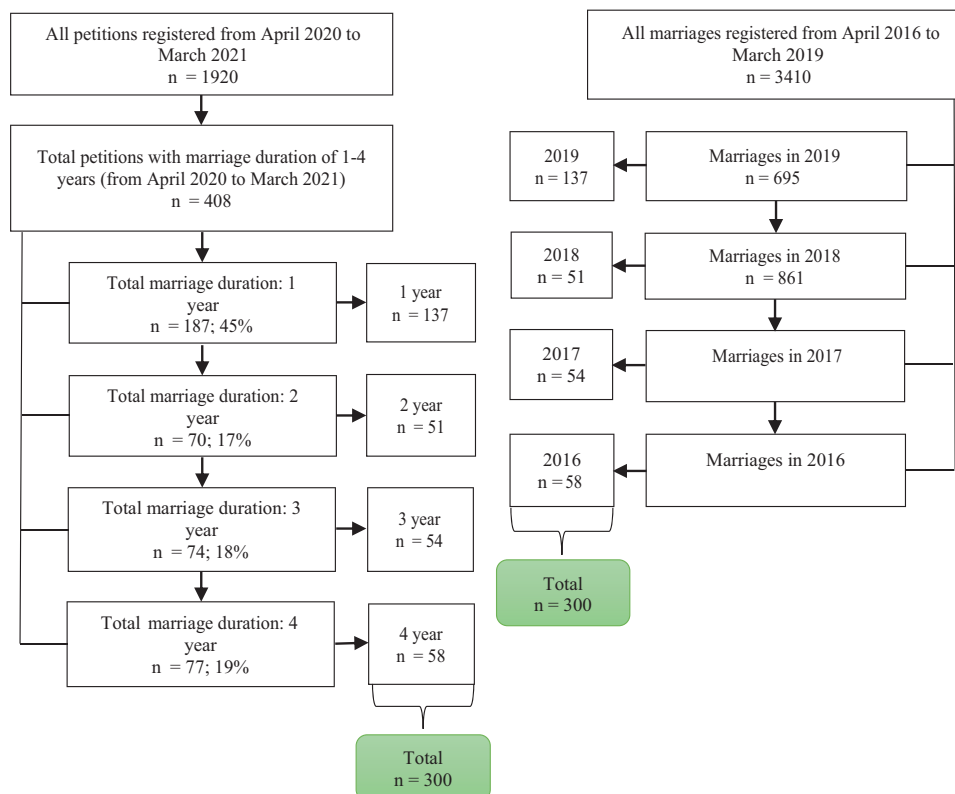 All petitions registered from April 2020 to
March 2021
n = 1920
Total petitions with marriage duration of 1-4
years (from April 2020 to March 2021)
n = 408
Total marriage duration: 1
year
n = 187; 45%
1 year
n = 137
Total marriage duration: 2
year
n = 70; 17%
2 year
n = 51
Total marriage duration: 3
year
n = 74; 18%
3 year
n = 54
Total marriage duration: 4
year
n = 77; 19%
4 year
n = 58
Total
n = 300
All marriages registered from April 2016 to
March 2019
n = 3410
2019
n = 137
Marriages in 2019
n = 695
2018
n = 51
Marriages in 2018
n = 861
2017
n = 54
Marriages in 2017
2016
n = 58
Marriages in 2016
Total
n = 300